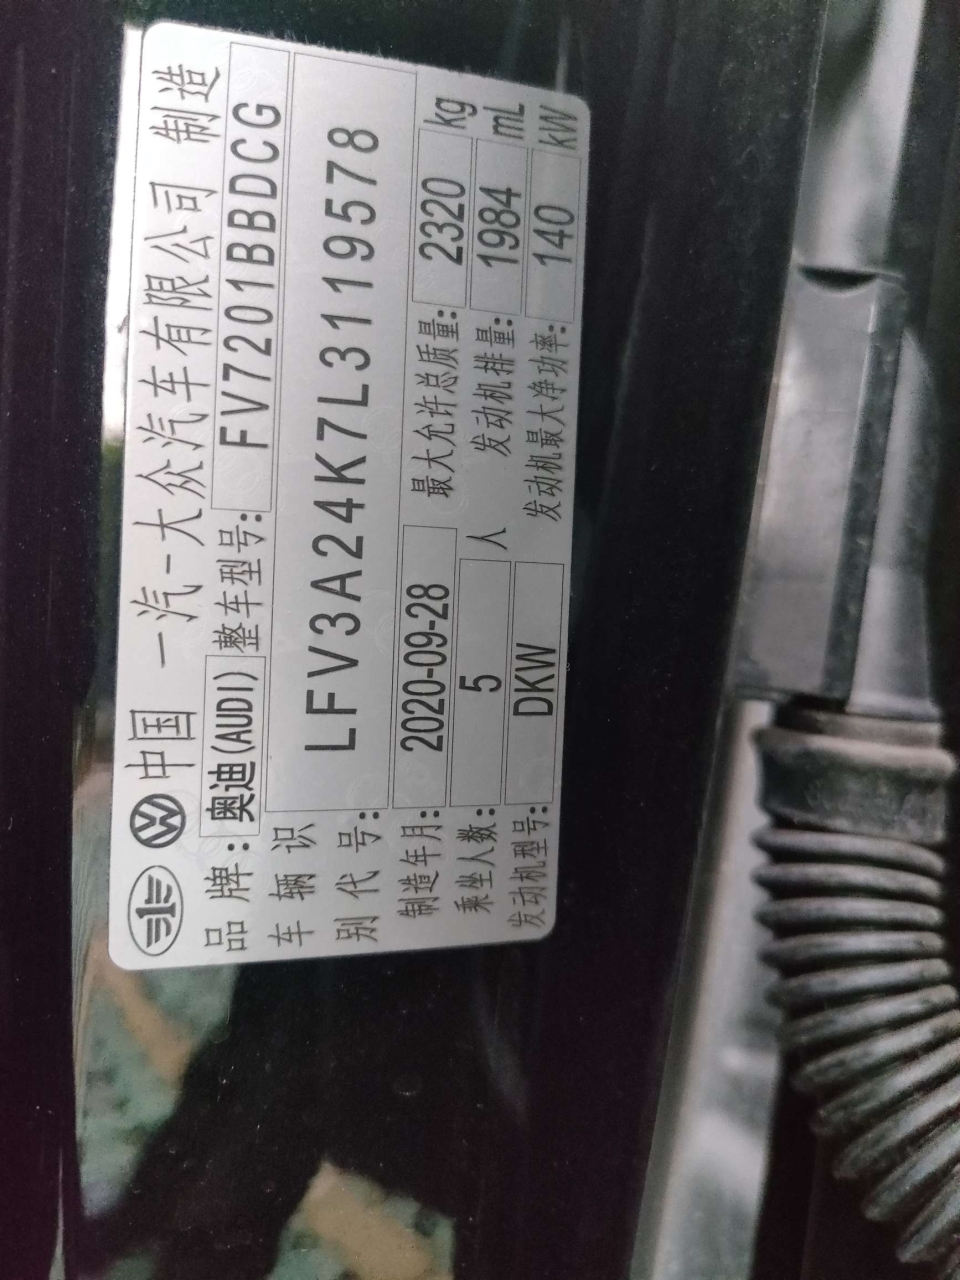 中国 一汽-大众汽车有限公司 制造
品牌: 奥迪(AUDI) 整车型号: FV7201BBDCG
车辆识别代号: LFV3A24K7L3119578
制造年月: 2020-09-28 最大允许总质量: 2320 kg
乘坐人数: 5 人 发动机排量: 1984 mL
发动机型号: DKW 发动机最大净功率: 140 kW